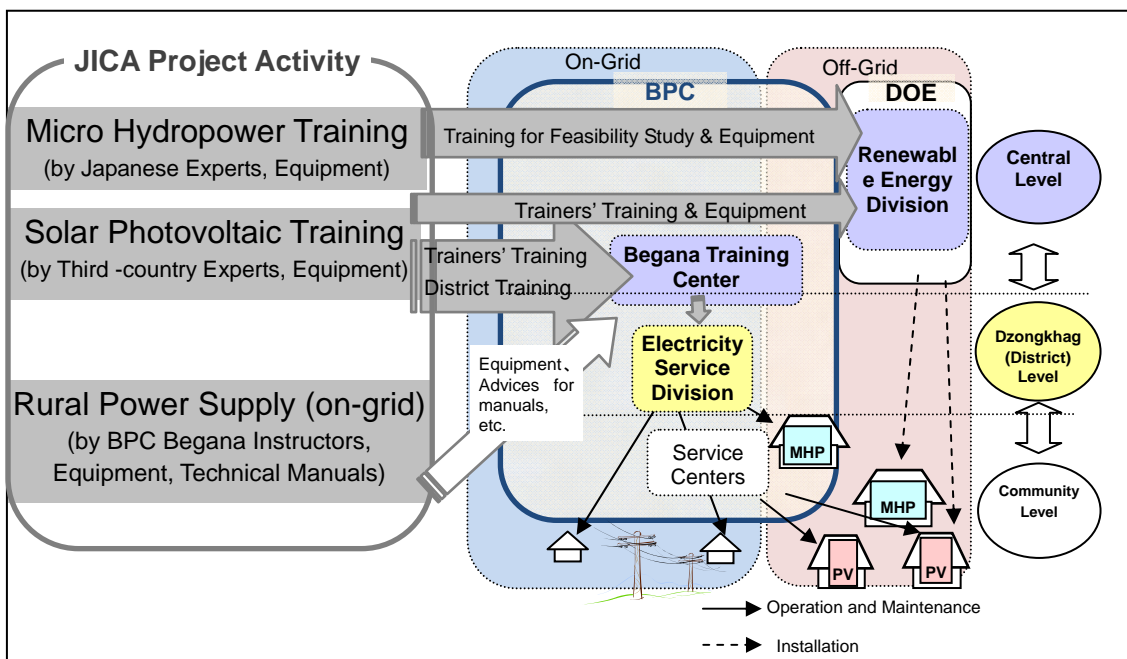 JICA Project Activity
Micro Hydropower Training
(by Japanese Experts, Equipment)
Solar Photovoltaic Training
(by Third -country Experts, Equipment)
Rural Power Supply (on-grid)
(by BPC Begana Instructors,
Equipment, Technical Manuals)
On-Grid
Off-Grid
BPC
DOE
Training for Feasibility Study & Equipment
Trainers' Training & Equipment
Trainers' Training
District Training
Renewabl
e Energy
Division
Begana Training
Center
Equipment、
Advices for
manuals,
etc.
Electricity
Service
Division
Service
Centers
MHP
MHP
PV
PV
Central
Level
Dzongkhag
(District)
Level
Community
Level
Operation and Maintenance
Installation